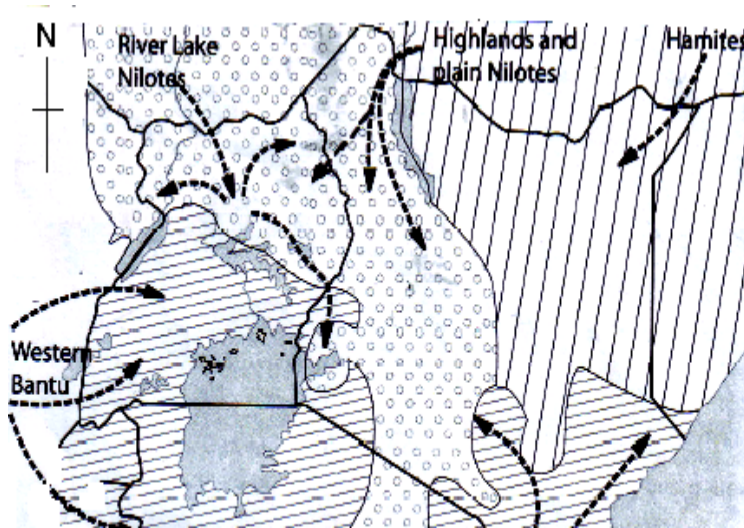 N
River Lake
Nilotes
Highlands and
plain Nilotes
Hamites
Western
Bantu